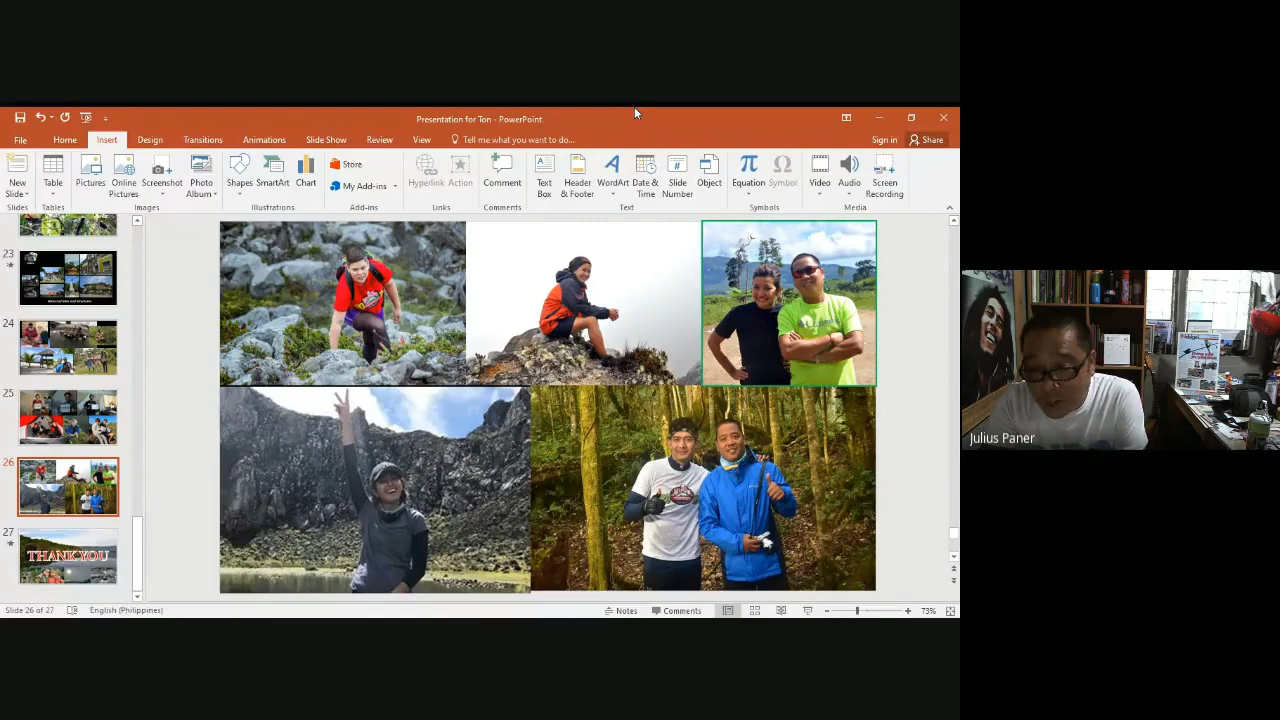 Presentation for Ton - PowerPoint
File Home Insert Design Transitions Animations Slide Show Review View Tell me what you want to do... Sign in Share
New Slide Table Pictures Online Pictures Screenshot Photo Album Shapes SmartArt Chart Store My Add-ins Hyperlink Action Comment Text Box Header & Footer WordArt Date & Time Slide Number Object Equation Symbol Video Audio Screen Recording
Slides Tables Images Illustrations Add-ins Links Comments Text Symbols Media
23
24
25
26
27
THANK YOU
Julius Paner
Slide 26 of 27 English (Philippines) Notes Comments 73%